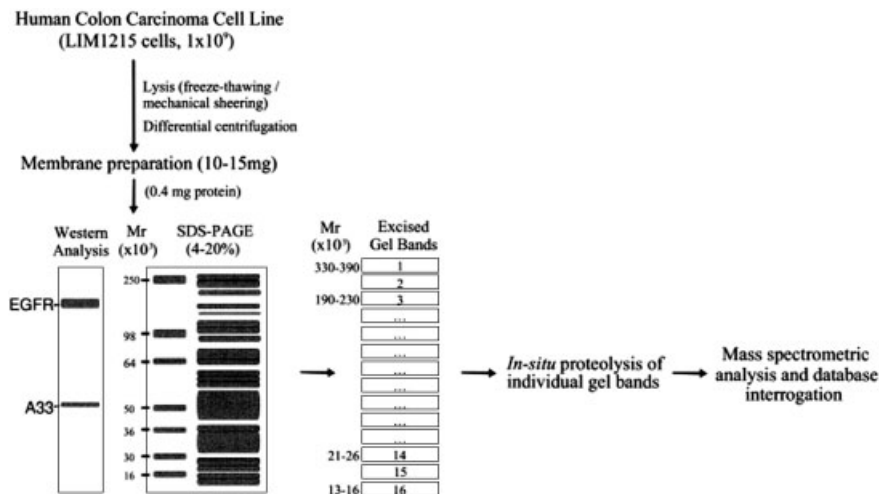 Human Colon Carcinoma Cell Line
(LIM1215 cells, 1x10⁹)
Lysis (freeze-thawing /
mechanical sheering)
Differential centrifugation
Membrane preparation (10-15mg)
(0.4 mg protein)
Western
Analysis
Mr
(x10³)
SDS-PAGE
(4-20%)
EGFR
A33
250
98
64
50
36
30
16
Mr
(x10³)
Excised
Gel Bands
330-390
1
2
190-230
3
...
...
...
...
...
...
...
...
21-26
14
15
13-16
16
In-situ proteolysis of
individual gel bands
Mass spectrometric
analysis and database
interrogation